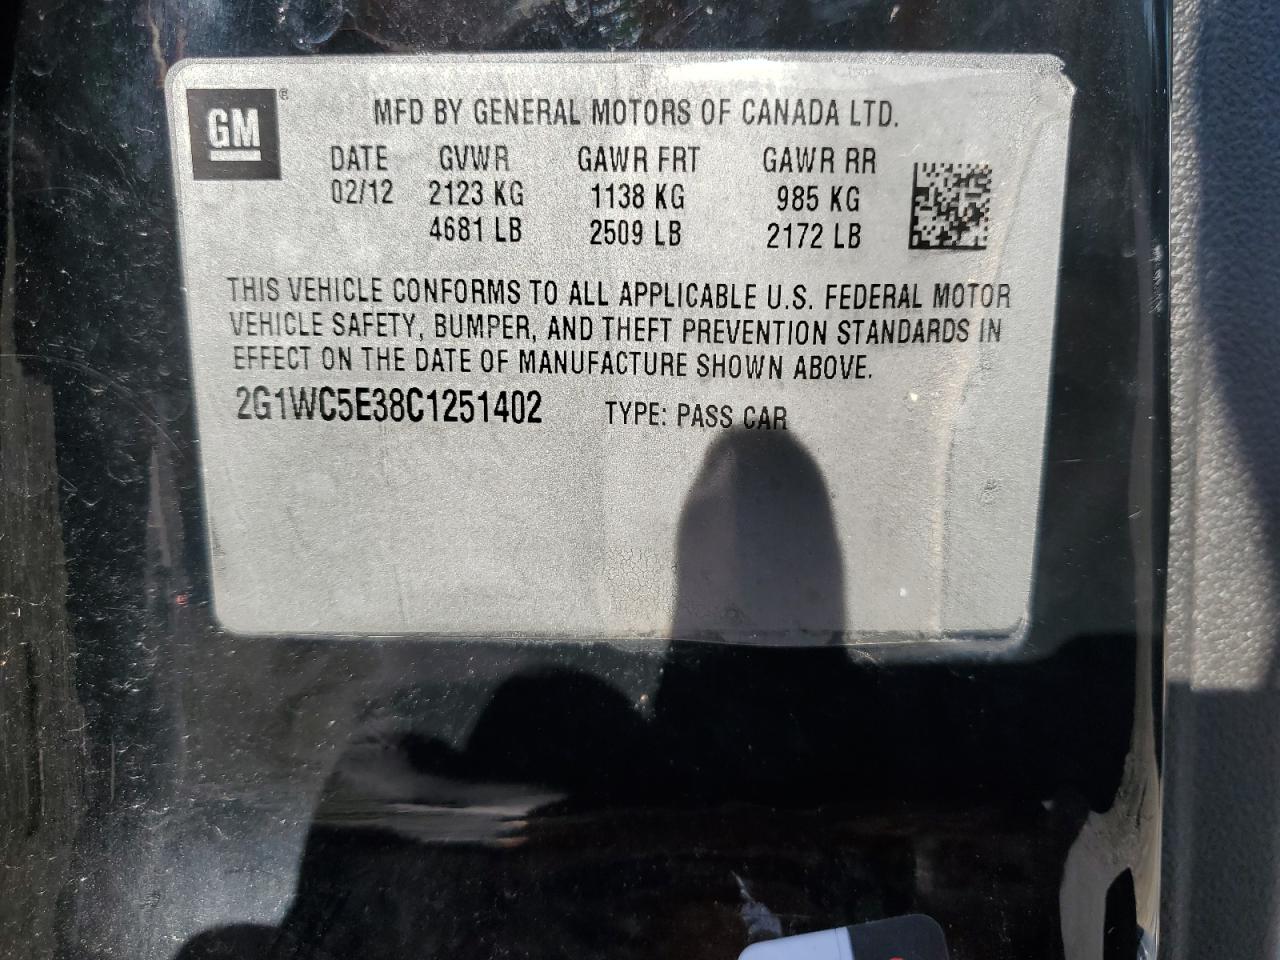 GM®
MFD BY GENERAL MOTORS OF CANADA LTD.
DATE GVWR GAWR FRT GAWR RR
02/12 2123 KG 1138 KG 985 KG
4681 LB 2509 LB 2172 LB
THIS VEHICLE CONFORMS TO ALL APPLICABLE U.S. FEDERAL MOTOR
VEHICLE SAFETY, BUMPER, AND THEFT PREVENTION STANDARDS IN
EFFECT ON THE DATE OF MANUFACTURE SHOWN ABOVE.
2G1WC5E38C1251402 TYPE: PASS CAR